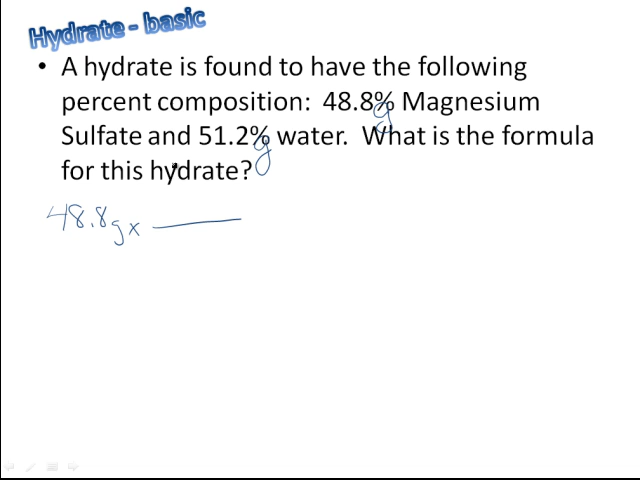 Hydrate - basic
• A hydrate is found to have the following
percent composition: 48.8% Magnesium
g
Sulfate and 51.2% water. What is the formula
g
for this hydrate?
48.8g x